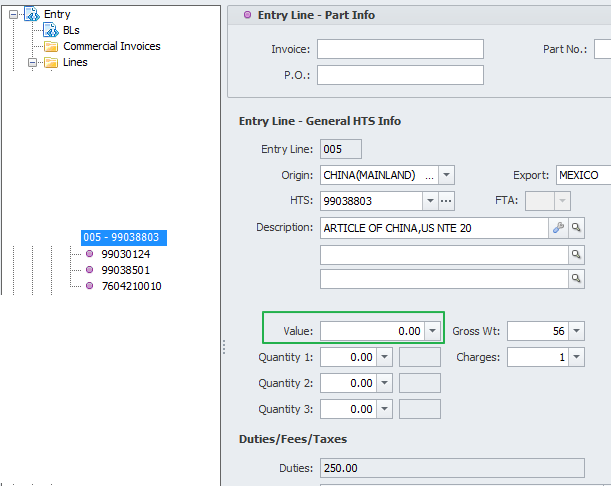 Entry
BLs
Commercial Invoices
Lines
005 - 99038803
99030124
99038501
7604210010
Entry Line - Part Info
Invoice: Part No.:
P.O.:
Entry Line - General HTS Info
Entry Line: 005
Origin: CHINA(MAINLAND) ... Export: MEXICO
HTS: 99038803 ... FTA:
Description: ARTICLE OF CHINA,US NTE 20
Value: 0.00 Gross Wt: 56
Quantity 1: 0.00 Charges: 1
Quantity 2: 0.00
Quantity 3: 0.00
Duties/Fees/Taxes
Duties: 250.00